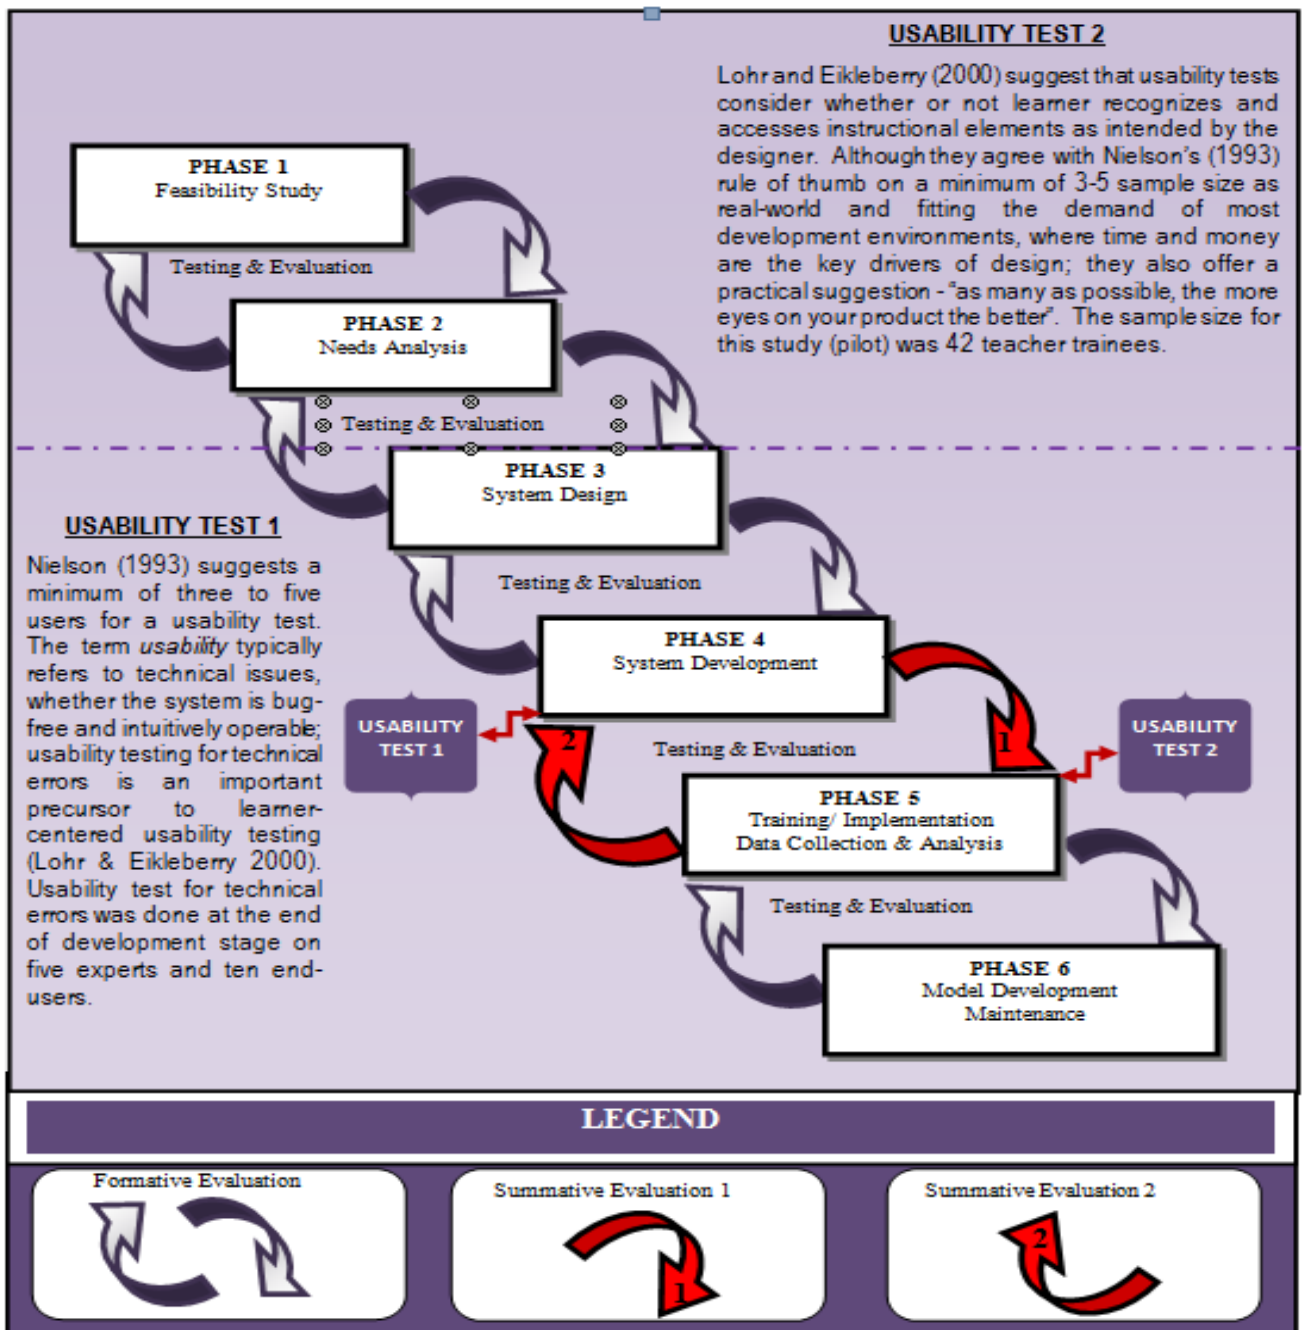 USABILITY TEST 2
Lohr and Eikleberry (2000) suggest that usability tests
consider whether or not learner recognizes and
accesses instructional elements as intended by the
designer. Although they agree with Nielson's (1993)
rule of thumb on a minimum of 3-5 sample size as
real-world and fitting the demand of most
development environments, where time and money
are the key drivers of design; they also offer a
practical suggestion - "as many as possible, the more
eyes on your product the better". The sample size for
this study (pilot) was 42 teacher trainees.
PHASE 1
Feasibility Study
Testing & Evaluation
PHASE 2
Needs Analysis
Testing & Evaluation
PHASE 3
System Design
USABILITY TEST 1
Nielson (1993) suggests a
minimum of three to five
users for a usability test.
The term usability typically
refers to technical issues,
whether the system is bug-
free and intuitively operable;
usability testing for technical
errors is an important
precursor to learner-
centered usability testing
(Lohr & Eikleberry 2000).
Usability test for technical
errors was done at the end
of development stage on
five experts and ten end-
users.
Testing & Evaluation
PHASE 4
System Development
USABILITY
TEST 1
2
Testing & Evaluation
1
USABILITY
TEST 2
PHASE 5
Training/ Implementation
Data Collection & Analysis
Testing & Evaluation
PHASE 6
Model Development
Maintenance
LEGEND
Formative Evaluation
Summative Evaluation 1
1
Summative Evaluation 2
2